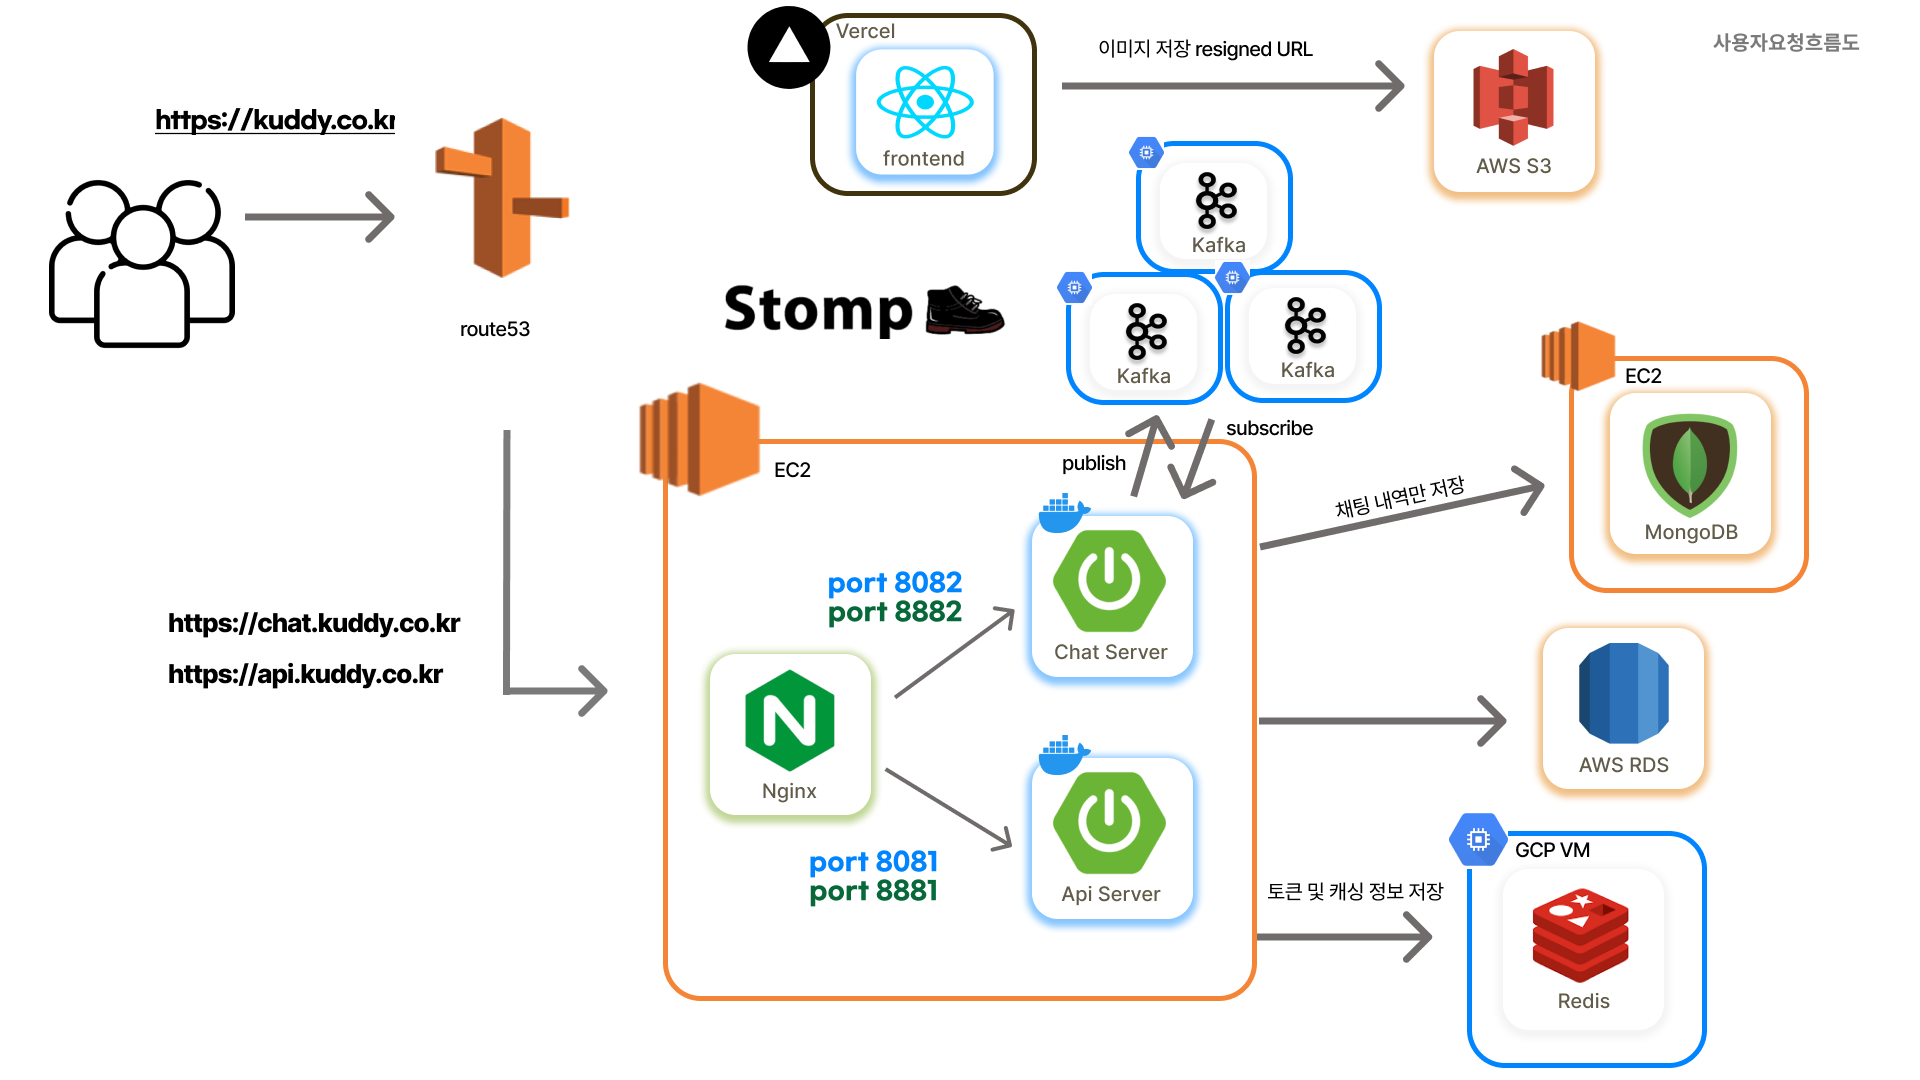 사용자요청흐름도
Vercel
frontend
이미지 저장 resigned URL
AWS S3
https://kuddy.co.kr
route53
Stomp
Kafka
Kafka
Kafka
publish
subscribe
EC2
MongoDB
채팅 내역만 저장
EC2
port 8082
port 8882
Chat Server
https://chat.kuddy.co.kr
https://api.kuddy.co.kr
N
Nginx
port 8081
port 8881
Api Server
AWS RDS
토큰 및 캐싱 정보 저장
GCP VM
Redis